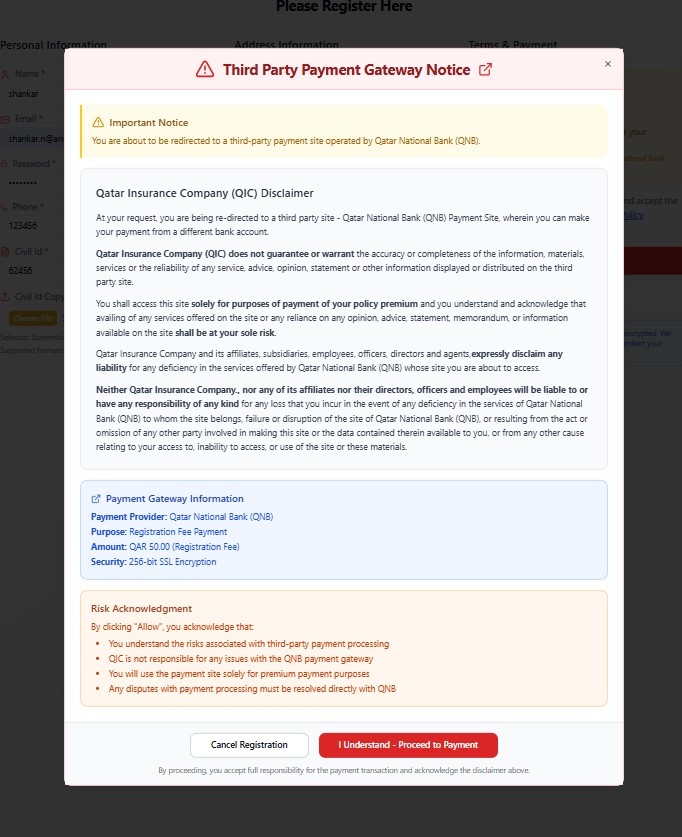 Please Register Here
Personal Information
Address Information
Terms & Payment
Name *
shankar
Email *
shankar.n@an
Password *
••••••••
Phone *
123456
Civil Id *
62456
Civil Id Copy
Choose File
Selected: Screensh
Supported formats
your
ational Bank
nd accept the
olicy
encrypted. We
otect your
Third Party Payment Gateway Notice
×
Important Notice
You are about to be redirected to a third-party payment site operated by Qatar National Bank (QNB).
Qatar Insurance Company (QIC) Disclaimer
At your request, you are being re-directed to a third party site - Qatar National Bank (QNB) Payment Site, wherein you can make
your payment from a different bank account.
Qatar Insurance Company (QIC) does not guarantee or warrant the accuracy or completeness of the information, materials,
services or the reliability of any service, advice, opinion, statement or other information displayed or distributed on the third
party site.
You shall access this site solely for purposes of payment of your policy premium and you understand and acknowledge that
availing of any services offered on the site or any reliance on any opinion, advice, statement, memorandum, or information
available on the site shall be at your sole risk.
Qatar Insurance Company and its affiliates, subsidiaries, employees, officers, directors and agents,expressly disclaim any
liability for any deficiency in the services offered by Qatar National Bank (QNB) whose site you are about to access.
Neither Qatar Insurance Company., nor any of its affiliates nor their directors, officers and employees will be liable to or
have any responsibility of any kind for any loss that you incur in the event of any deficiency in the services of Qatar National
Bank (QNB) to whom the site belongs, failure or disruption of the site of Qatar National Bank (QNB), or resulting from the act or
omission of any other party involved in making this site or the data contained therein available to you, or from any other cause
relating to your access to, inability to access, or use of the site or these materials.
Payment Gateway Information
Payment Provider: Qatar National Bank (QNB)
Purpose: Registration Fee Payment
Amount: QAR 50.00 (Registration Fee)
Security: 256-bit SSL Encryption
Risk Acknowledgment
By clicking "Allow", you acknowledge that:
• You understand the risks associated with third-party payment processing
• QIC is not responsible for any issues with the QNB payment gateway
• You will use the payment site solely for premium payment purposes
• Any disputes with payment processing must be resolved directly with QNB
Cancel Registration
I Understand - Proceed to Payment
By proceeding, you accept full responsibility for the payment transaction and acknowledge the disclaimer above.